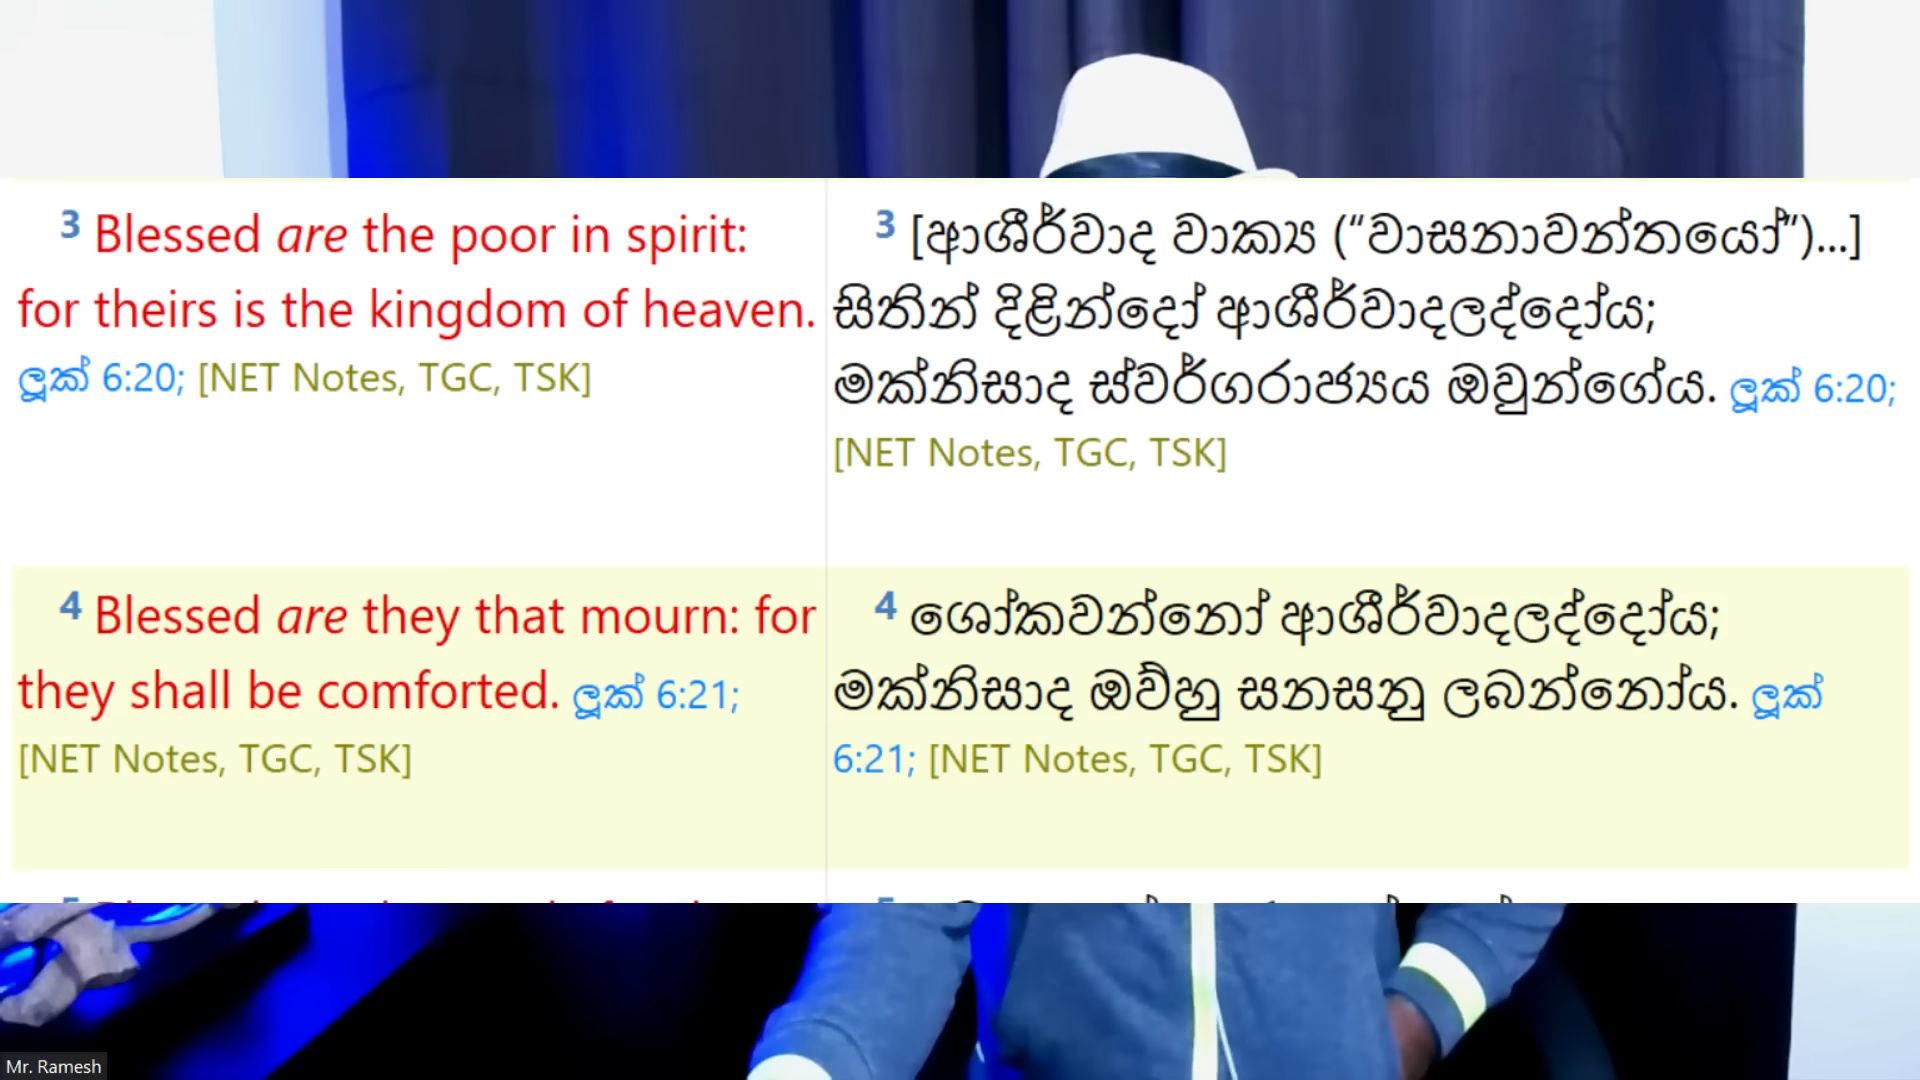 3 Blessed are the poor in spirit:
for theirs is the kingdom of heaven.
ලූක් 6:20; [NET Notes, TGC, TSK]
3 [ආශීර්වාද වාක්‍ය (“වාසනාවන්තයෝ”)...]
සිතින් දිළින්දෝ ආශීර්වාදලද්දෝය;
මක්නිසාද ස්වර්ගරාජ්‍යය ඔවුන්ගේය. ලූක් 6:20;
[NET Notes, TGC, TSK]
4 Blessed are they that mourn: for
they shall be comforted. ලූක් 6:21;
[NET Notes, TGC, TSK]
4 ශෝකවන්නෝ ආශීර්වාදලද්දෝය;
මක්නිසාද ඔව්හු සනසනු ලබන්නෝය. ලූක්
6:21; [NET Notes, TGC, TSK]
Mr. Ramesh